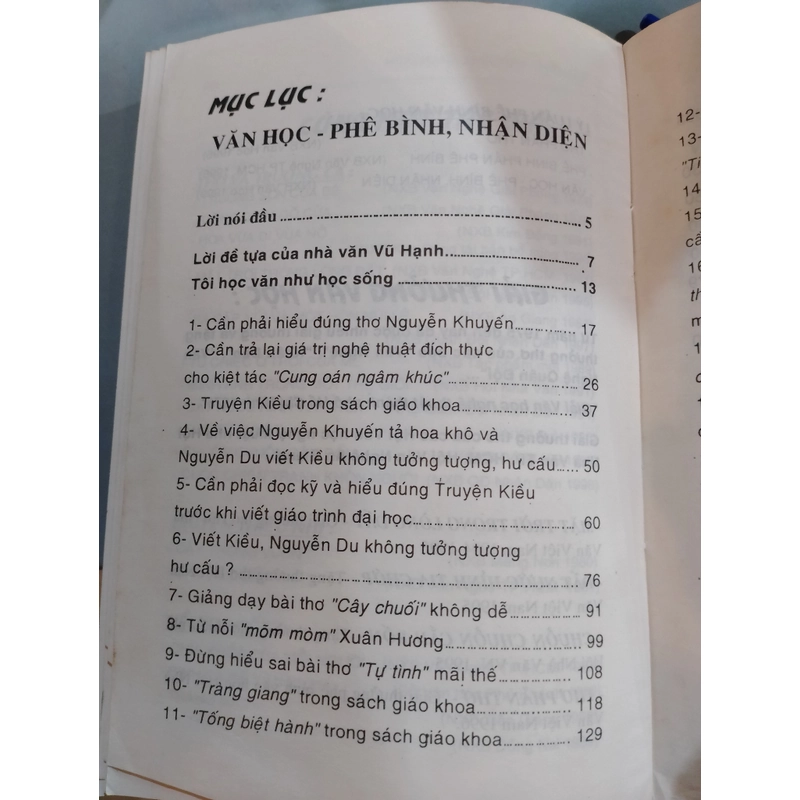 MỤC LỤC :
VĂN HỌC - PHÊ BÌNH, NHẬN DIỆN
Lời nói đầu ................................................................ 5
Lời đề tựa của nhà văn Vũ Hạnh.............................. 7
Tôi học văn như học sống ........................................ 13
1- Cần phải hiểu đúng thơ Nguyễn Khuyến................ 17
2- Cần trả lại giá trị nghệ thuật đích thực
cho kiệt tác "Cung oán ngâm khúc"............................ 26
3- Truyện Kiều trong sách giáo khoa......................... 37
4- Về việc Nguyễn Khuyến tả hoa khô và
Nguyễn Du viết Kiều không tưởng tượng, hư cấu...... 50
5- Cần phải đọc kỹ và hiểu đúng Truyện Kiều
trước khi viết giáo trình đại học................................... 60
6- Viết Kiều, Nguyễn Du không tưởng tượng
hư cấu ? ...................................................................... 76
7- Giảng dạy bài thơ "Cây chuối" không dễ ............... 91
8- Từ nỗi "mõm mòm" Xuân Hương........................... 99
9- Đừng hiểu sai bài thơ "Tự tình" mãi thế................. 108
10- "Tràng giang" trong sách giáo khoa..................... 118
11- "Tống biệt hành" trong sách giáo khoa................. 129
12-
13-
"Ti
14-
15-
cầ
16-
th
m
1